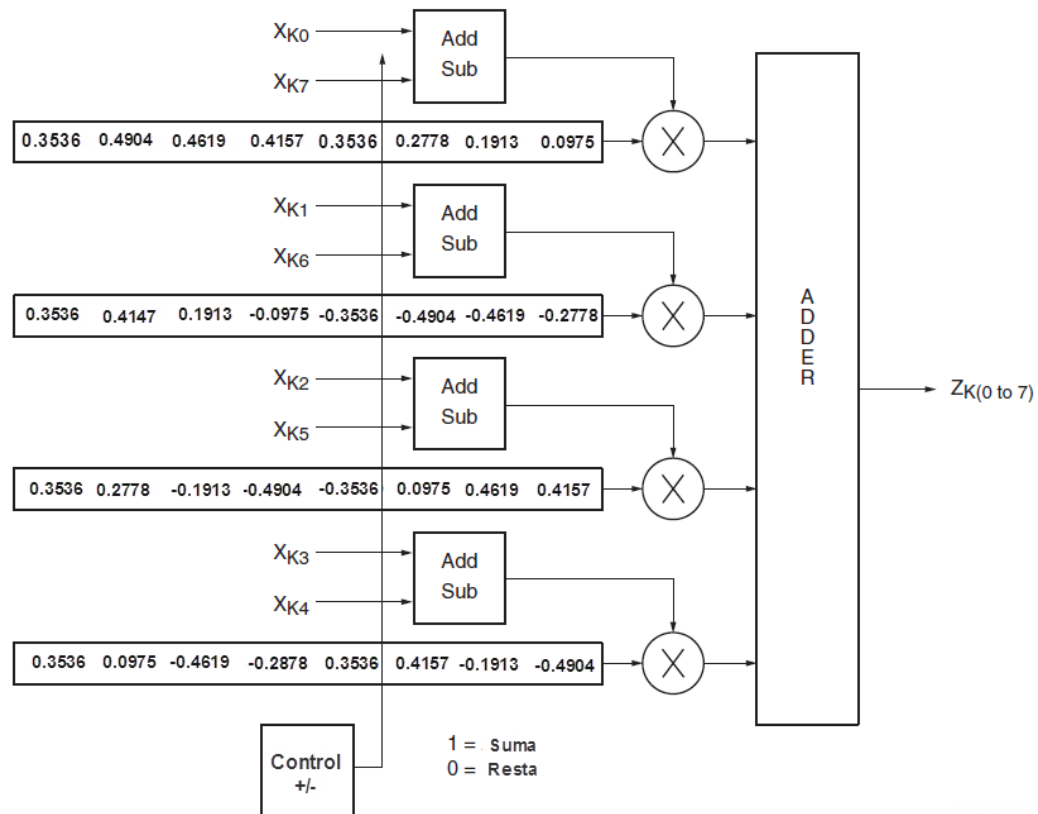 XK0
Add
Sub
XK7
0.3536 0.4904 0.4619 0.4157 0.3536 0.2778 0.1913 0.0975
X
XK1
Add
Sub
XK6
0.3536 0.4147 0.1913 -0.0975 -0.3536 -0.4904 -0.4619 -0.2778
X
XK2
Add
Sub
XK5
0.3536 0.2778 -0.1913 -0.4904 -0.3536 0.0975 0.4619 0.4157
X
XK3
Add
Sub
XK4
0.3536 0.0975 -0.4619 -0.2878 0.3536 0.4157 -0.1913 -0.4904
X
ADDER
ZK(0 to 7)
Control
+/-
1 = Suma
0 = Resta